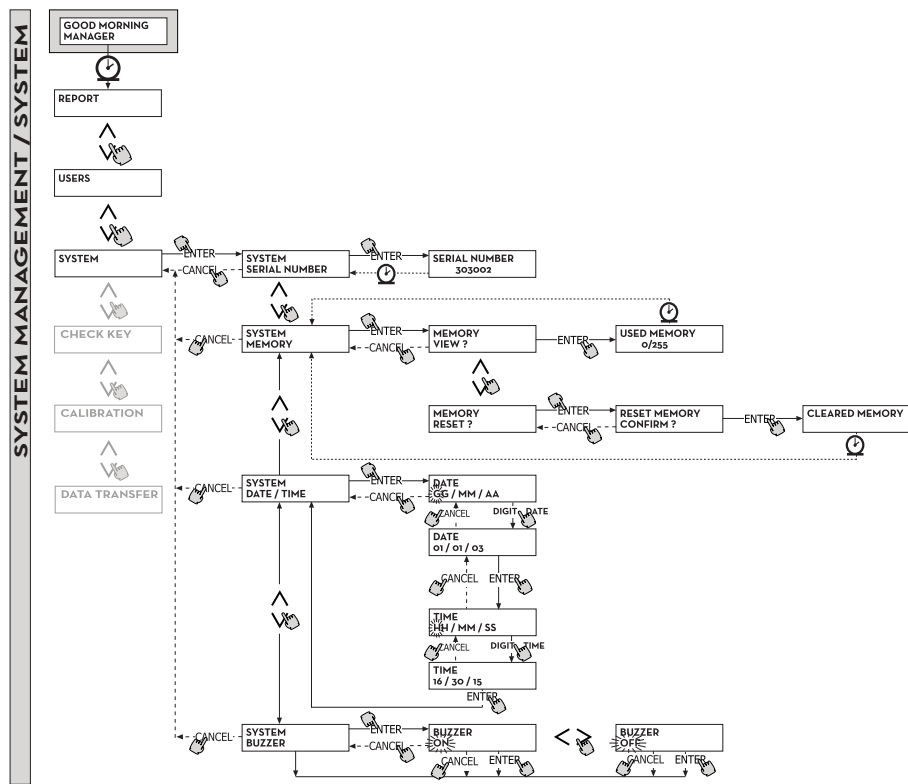 SYSTEM MANAGEMENT / SYSTEM
GOOD MORNING
MANAGER
REPORT
USERS
SYSTEM
ENTER
CANCEL
SYSTEM
SERIAL NUMBER
ENTER
SERIAL NUMBER
303002
CHECK KEY
CANCEL
SYSTEM
MEMORY
ENTER
CANCEL
MEMORY
VIEW ?
ENTER
USED MEMORY
0/255
CALIBRATION
MEMORY
RESET ?
ENTER
CANCEL
RESET MEMORY
CONFIRM ?
ENTER
CLEARED MEMORY
DATA TRANSFER
CANCEL
SYSTEM
DATE / TIME
ENTER
CANCEL
DATE
GG / MM / AA
CANCEL
DIGIT DATE
DATE
01 / 01 / 03
CANCEL
ENTER
TIME
HH / MM / SS
CANCEL
DIGIT TIME
TIME
16 / 30 / 15
ENTER
CANCEL
SYSTEM
BUZZER
ENTER
CANCEL
BUZZER
ON
CANCEL
ENTER
BUZZER
OFF
CANCEL
ENTER